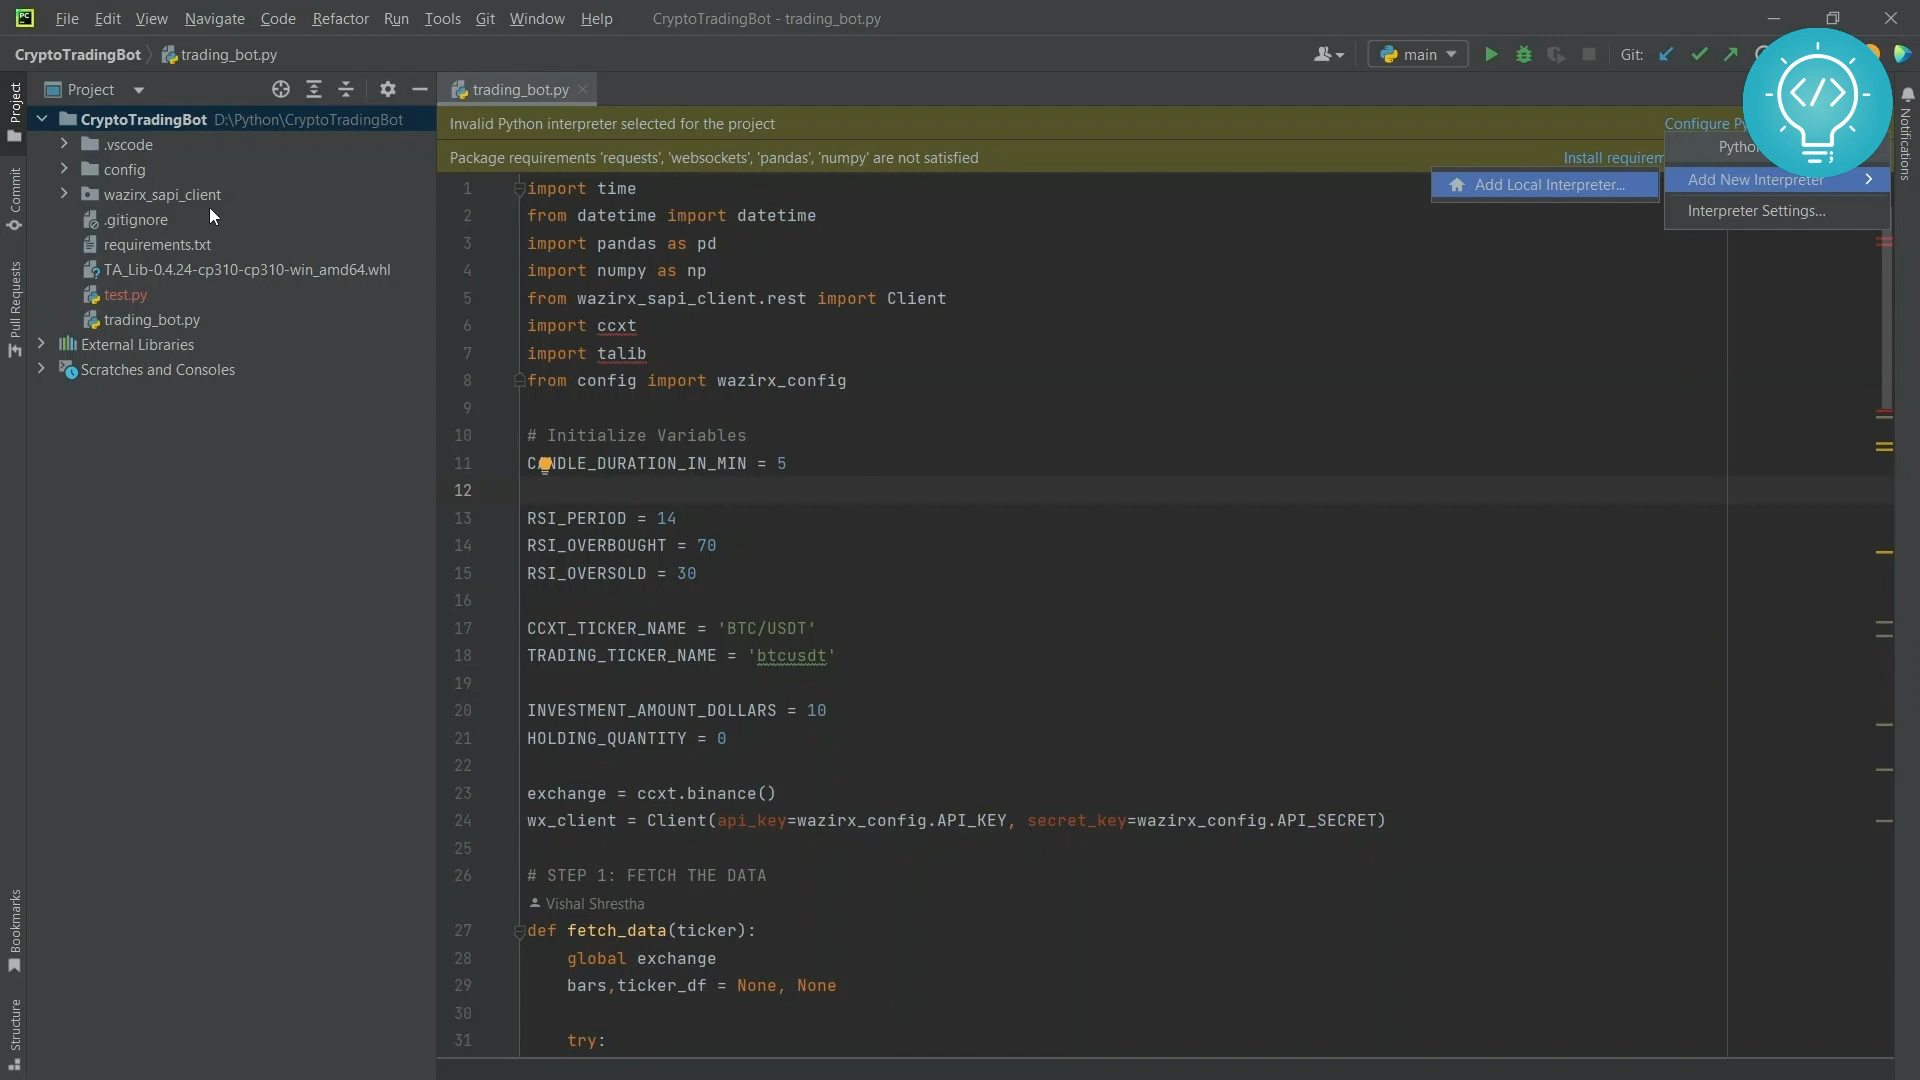 File Edit View Navigate Code Refactor Run Tools Git Window Help CryptoTradingBot - trading_bot.py
CryptoTradingBot trading_bot.py main Git:
Project
trading_bot.py
CryptoTradingBot D:\Python\CryptoTradingBot
.vscode
config
wazirx_sapi_client
.gitignore
requirements.txt
TA_Lib-0.4.24-cp310-cp310-win_amd64.whl
test.py
trading_bot.py
External Libraries
Scratches and Consoles
Project
Commit
Pull Requests
Bookmarks
Structure
Notifications
Invalid Python interpreter selected for the project Configure
Package requirements 'requests', 'websockets', 'pandas', 'numpy' are not satisfied Install
Add New Interpreter
Interpreter Settings...
Add Local Interpreter...
</>
1 import time
2 from datetime import datetime
3 import pandas as pd
4 import numpy as np
5 from wazirx_sapi_client.rest import Client
6 import ccxt
7 import talib
8 from config import wazirx_config
9
10 # Initialize Variables
11 CANDLE_DURATION_IN_MIN = 5
12
13 RSI_PERIOD = 14
14 RSI_OVERBOUGHT = 70
15 RSI_OVERSOLD = 30
16
17 CCXT_TICKER_NAME = 'BTC/USDT'
18 TRADING_TICKER_NAME = 'btcusdt'
19
20 INVESTMENT_AMOUNT_DOLLARS = 10
21 HOLDING_QUANTITY = 0
22
23 exchange = ccxt.binance()
24 wx_client = Client(api_key=wazirx_config.API_KEY, secret_key=wazirx_config.API_SECRET)
25
26 # STEP 1: FETCH THE DATA
Vishal Shrestha
27 def fetch_data(ticker):
28 global exchange
29 bars,ticker_df = None, None
30
31 try: